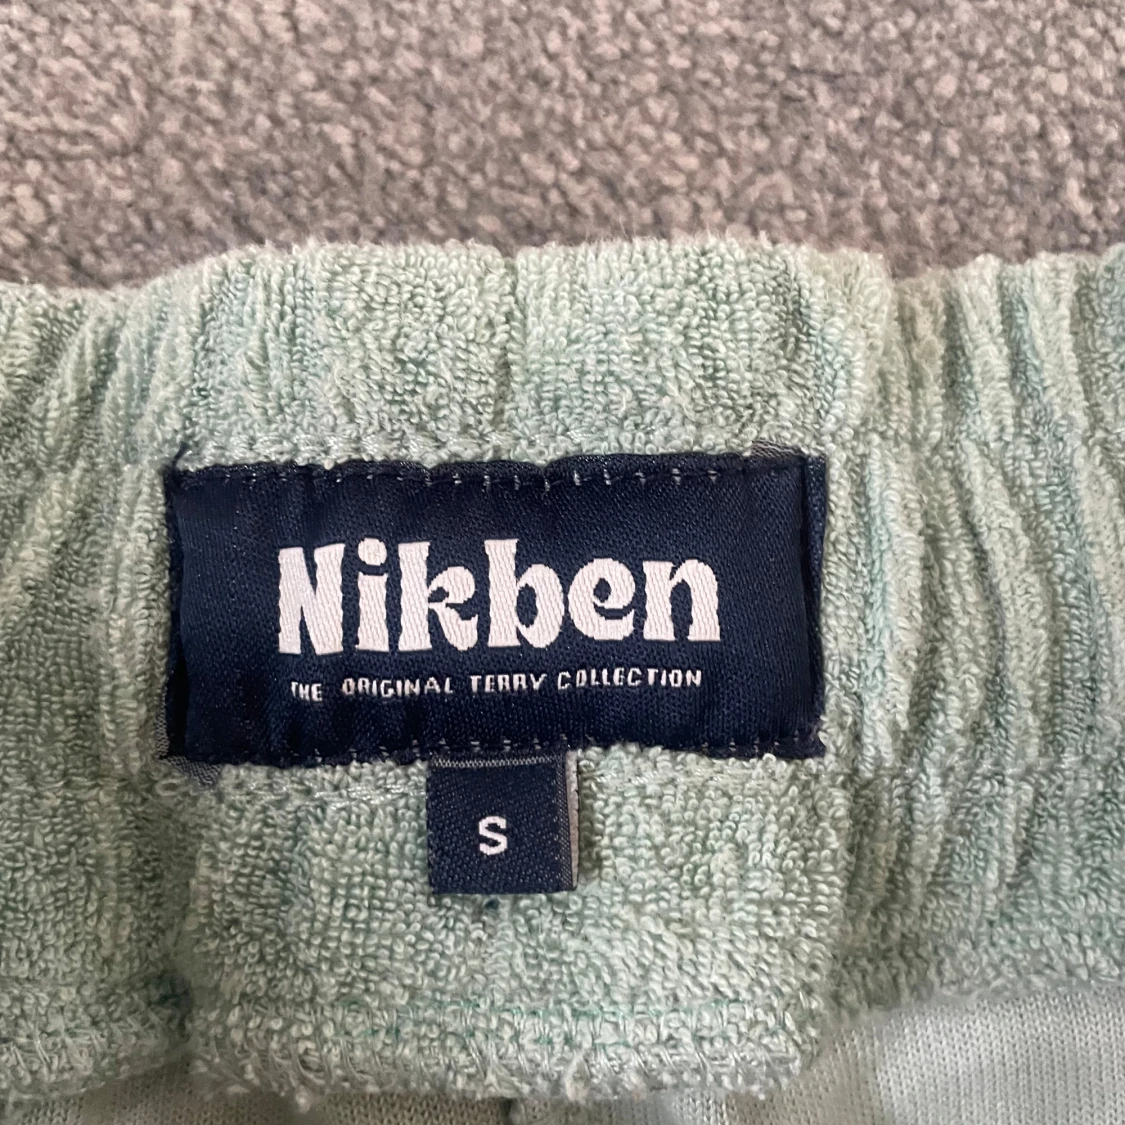 Nikben
THE ORIGINAL TERRY COLLECTION
S